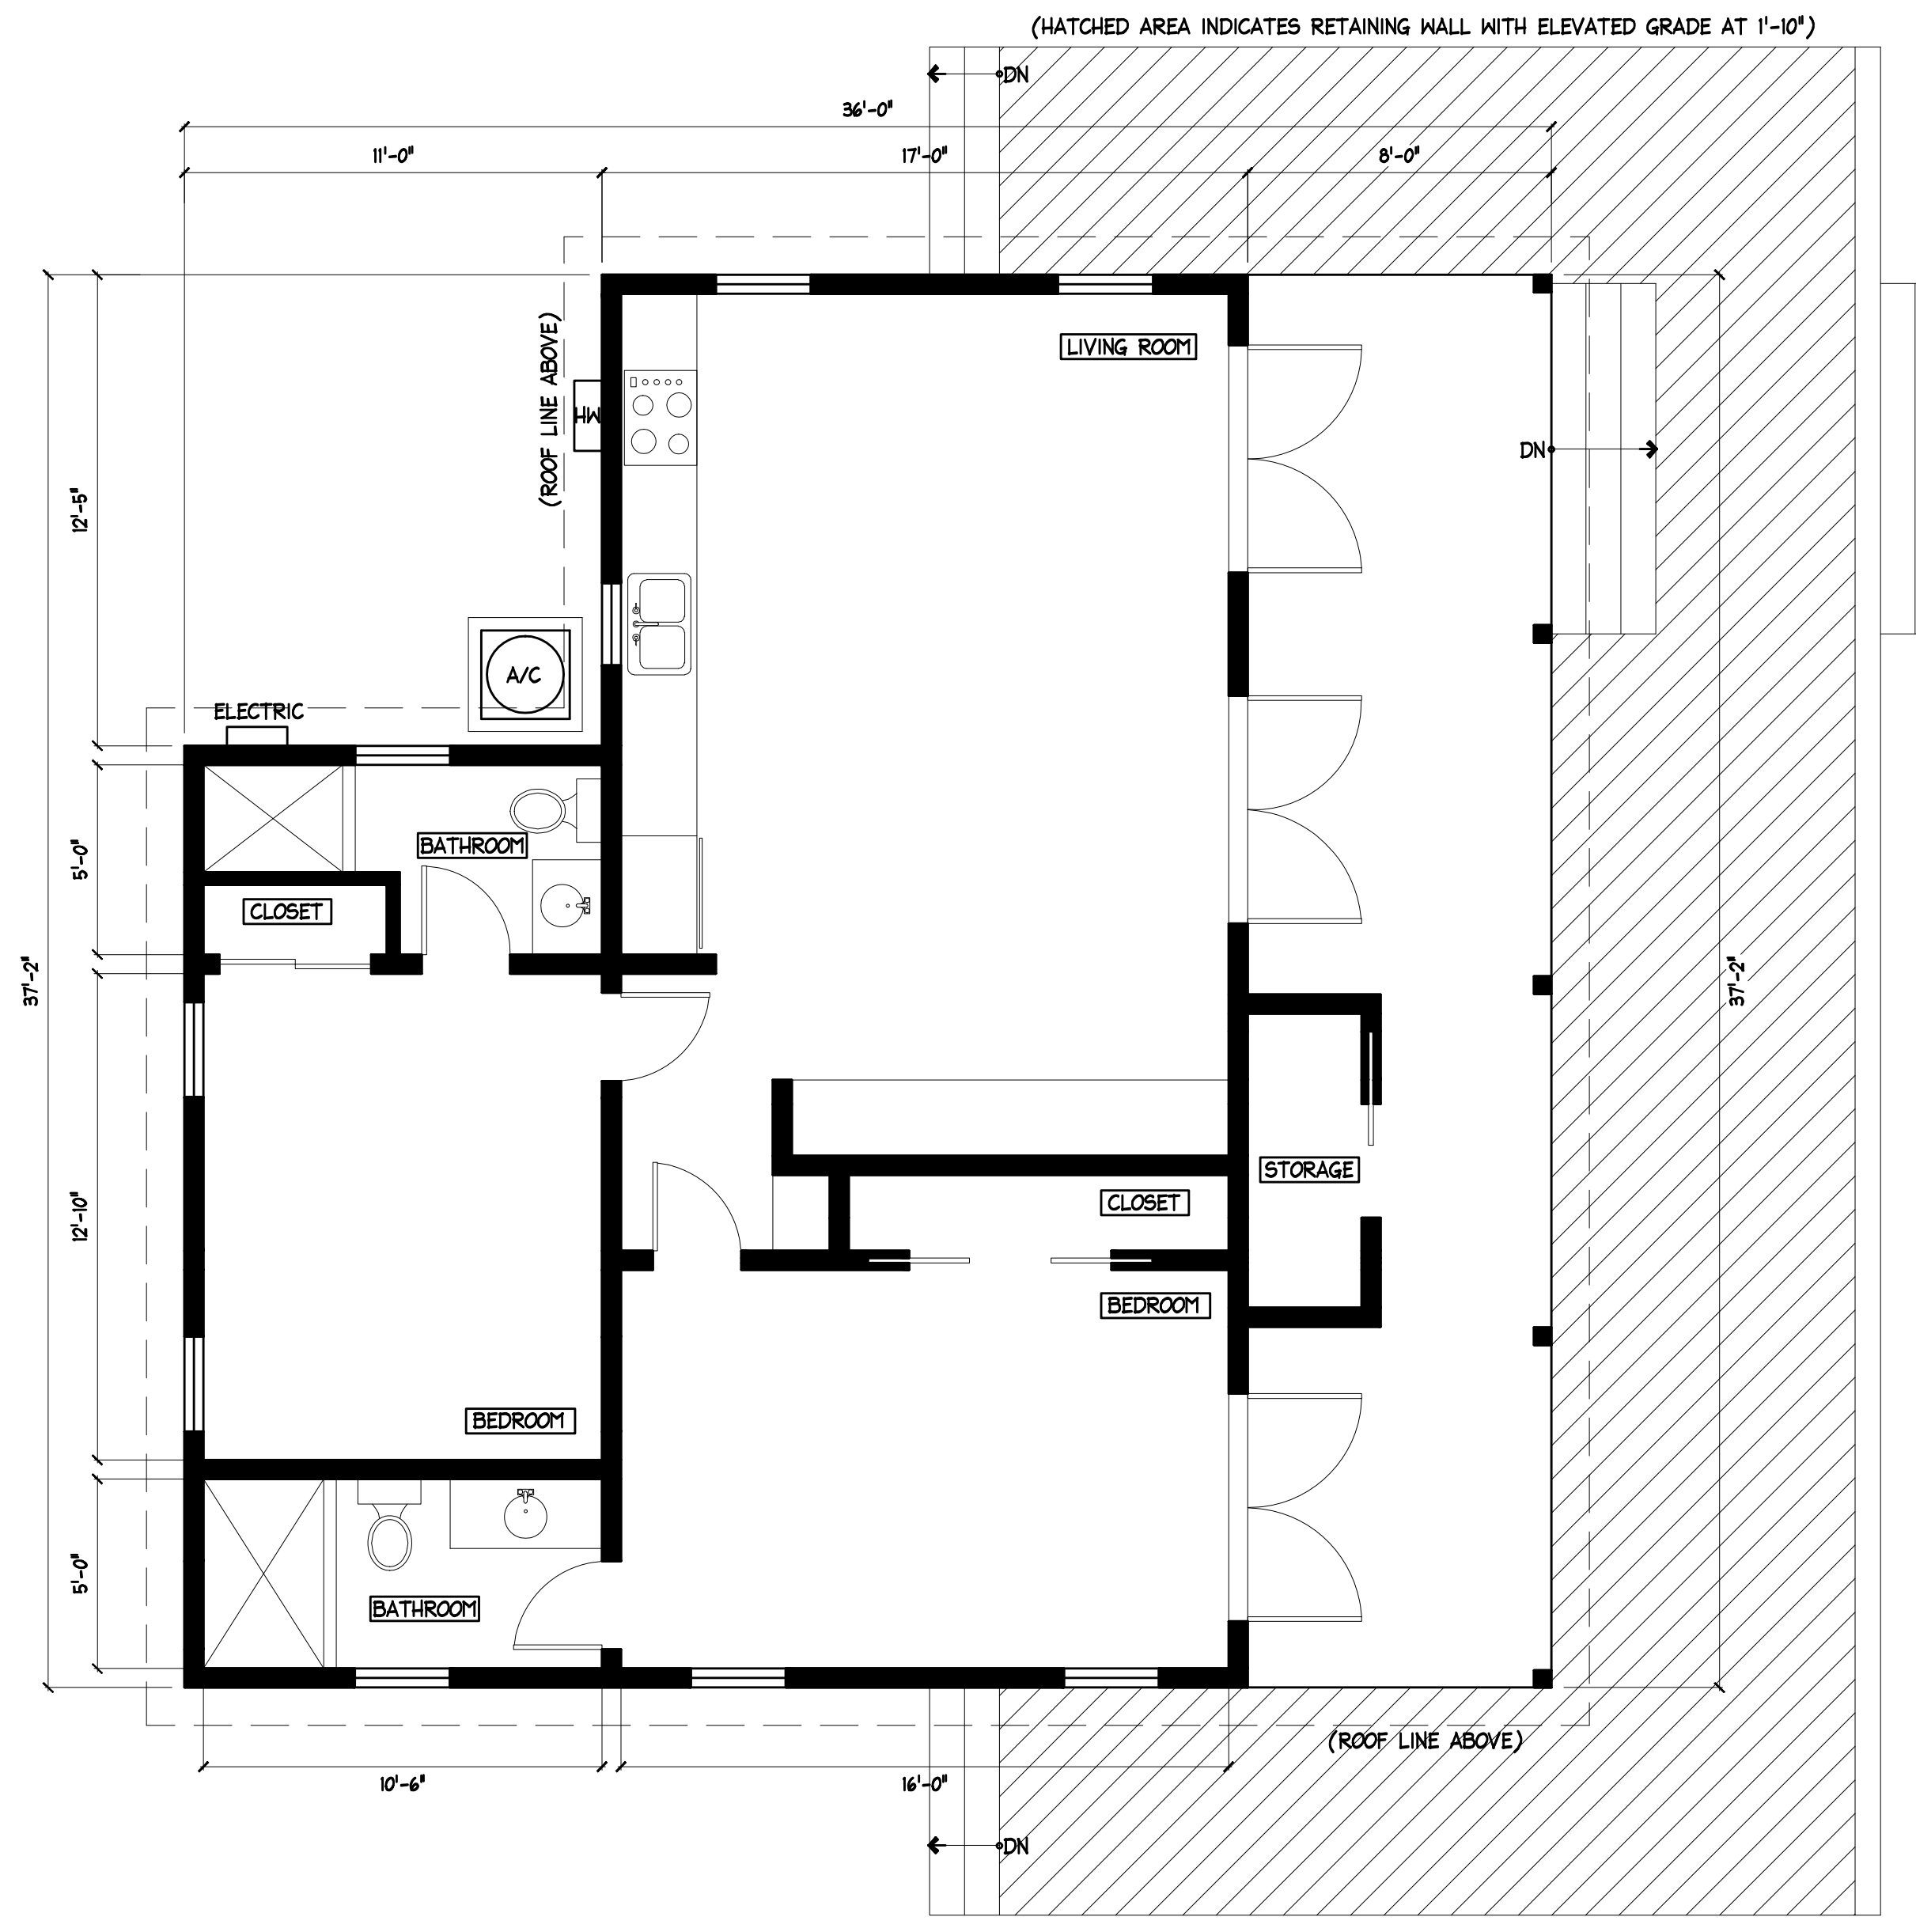 (HATCHED AREA INDICATES RETAINING WALL WITH ELEVATED GRADE AT 1'-10")
DN
36'-0"
11'-0"
17'-0"
8'-0"
LIVING ROOM
(ROOF LINE ABOVE)
HW
DN
12'-5"
A/C
ELECTRIC
BATHROOM
5'-0"
CLOSET
37'-2"
37'-2"
STORAGE
CLOSET
12'-10"
BEDROOM
BEDROOM
5'-0"
BATHROOM
(ROOF LINE ABOVE)
10'-6"
16'-0"
DN